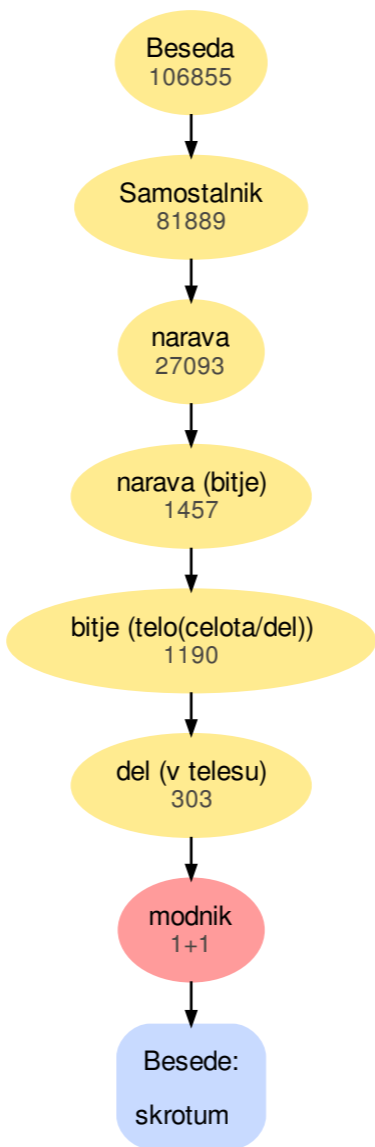 Beseda
106855
Samostalnik
81889
narava
27093
narava (bitje)
1457
bitje (telo(celota/del))
1190
del (v telesu)
303
modnik
1+1
Besede:
skrotum